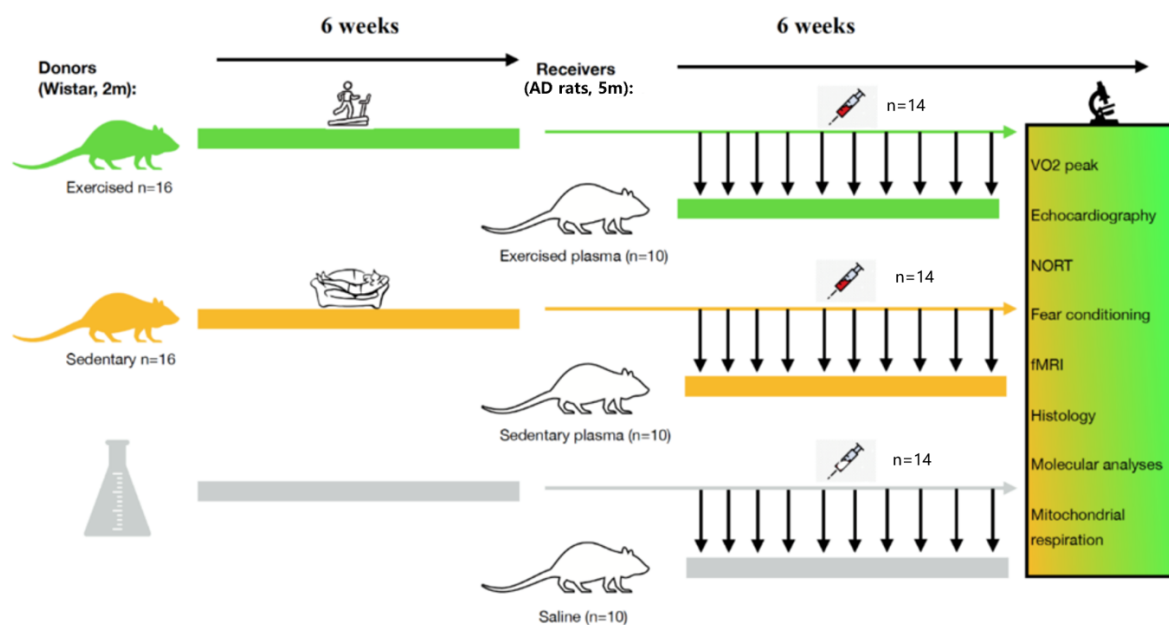 6 weeks
6 weeks
Donors
(Wistar, 2m):
Receivers
(AD rats, 5m):
n=14
Exercised n=16
VO2 peak
Echocardiography
Exercised plasma (n=10)
NORT
n=14
Fear conditioning
Sedentary n=16
fMRI
Histology
Sedentary plasma (n=10)
n=14
Molecular analyses
Mitochondrial
respiration
Saline (n=10)